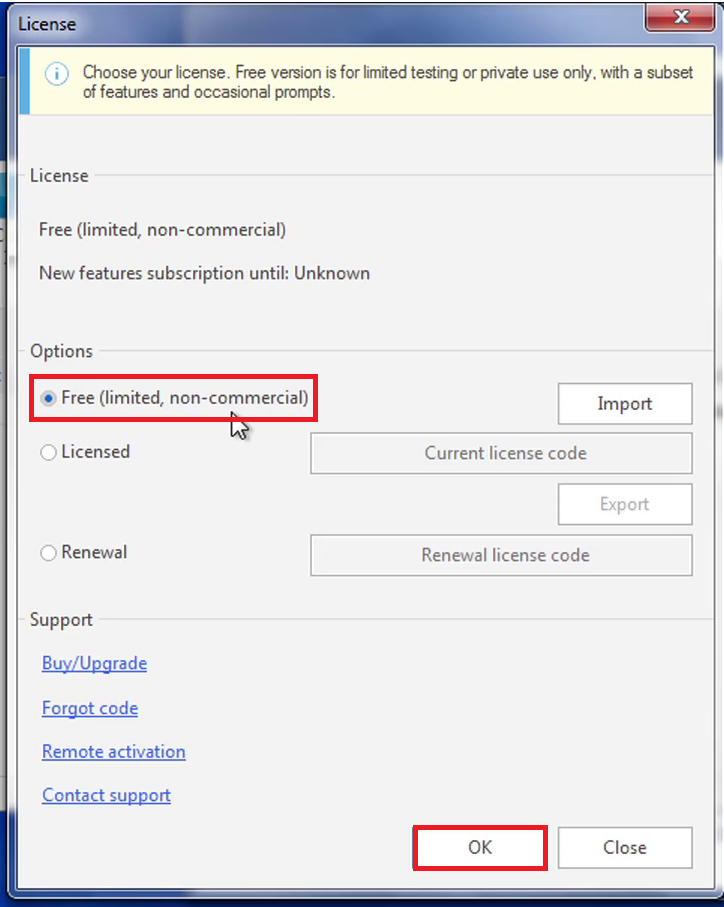 License
Choose your license. Free version is for limited testing or private use only, with a subset
of features and occasional prompts.
License
Free (limited, non-commercial)
New features subscription until: Unknown
Options
Free (limited, non-commercial)
Import
Licensed
Current license code
Export
Renewal
Renewal license code
Support
Buy/Upgrade
Forgot code
Remote activation
Contact support
OK
Close